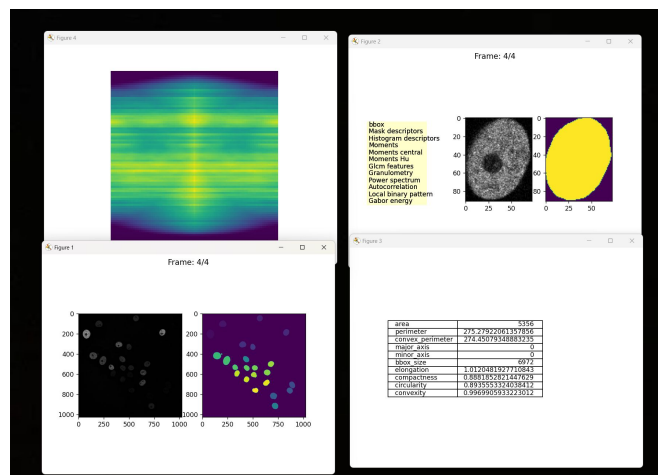 Figure 4
Figure 2
Frame: 4/4
bbox
Mask descriptors
Histogram descriptors
Moments
Moments central
Moments Hu
Glcm features
Granulometry
Power spectrum
Autocorrelation
Local binary pattern
Gabor energy
0
20
40
60
80
0 25 50
0
20
40
60
80
0 25 50
Figure 1
Frame: 4/4
0
200
400
600
800
1000
0 250 500 750 1000
0
200
400
600
800
1000
0 250 500 750 1000
Figure 3
area 5356
perimeter 275.27922061357856
convex_perimeter 274.45079348883235
major_axis 0
minor_axis 0
bbox_size 6972
elongation 1.0120481927710843
compactness 0.888185282144 7629
circularity 0.8935553324038412
convexity 0.9969905933223012